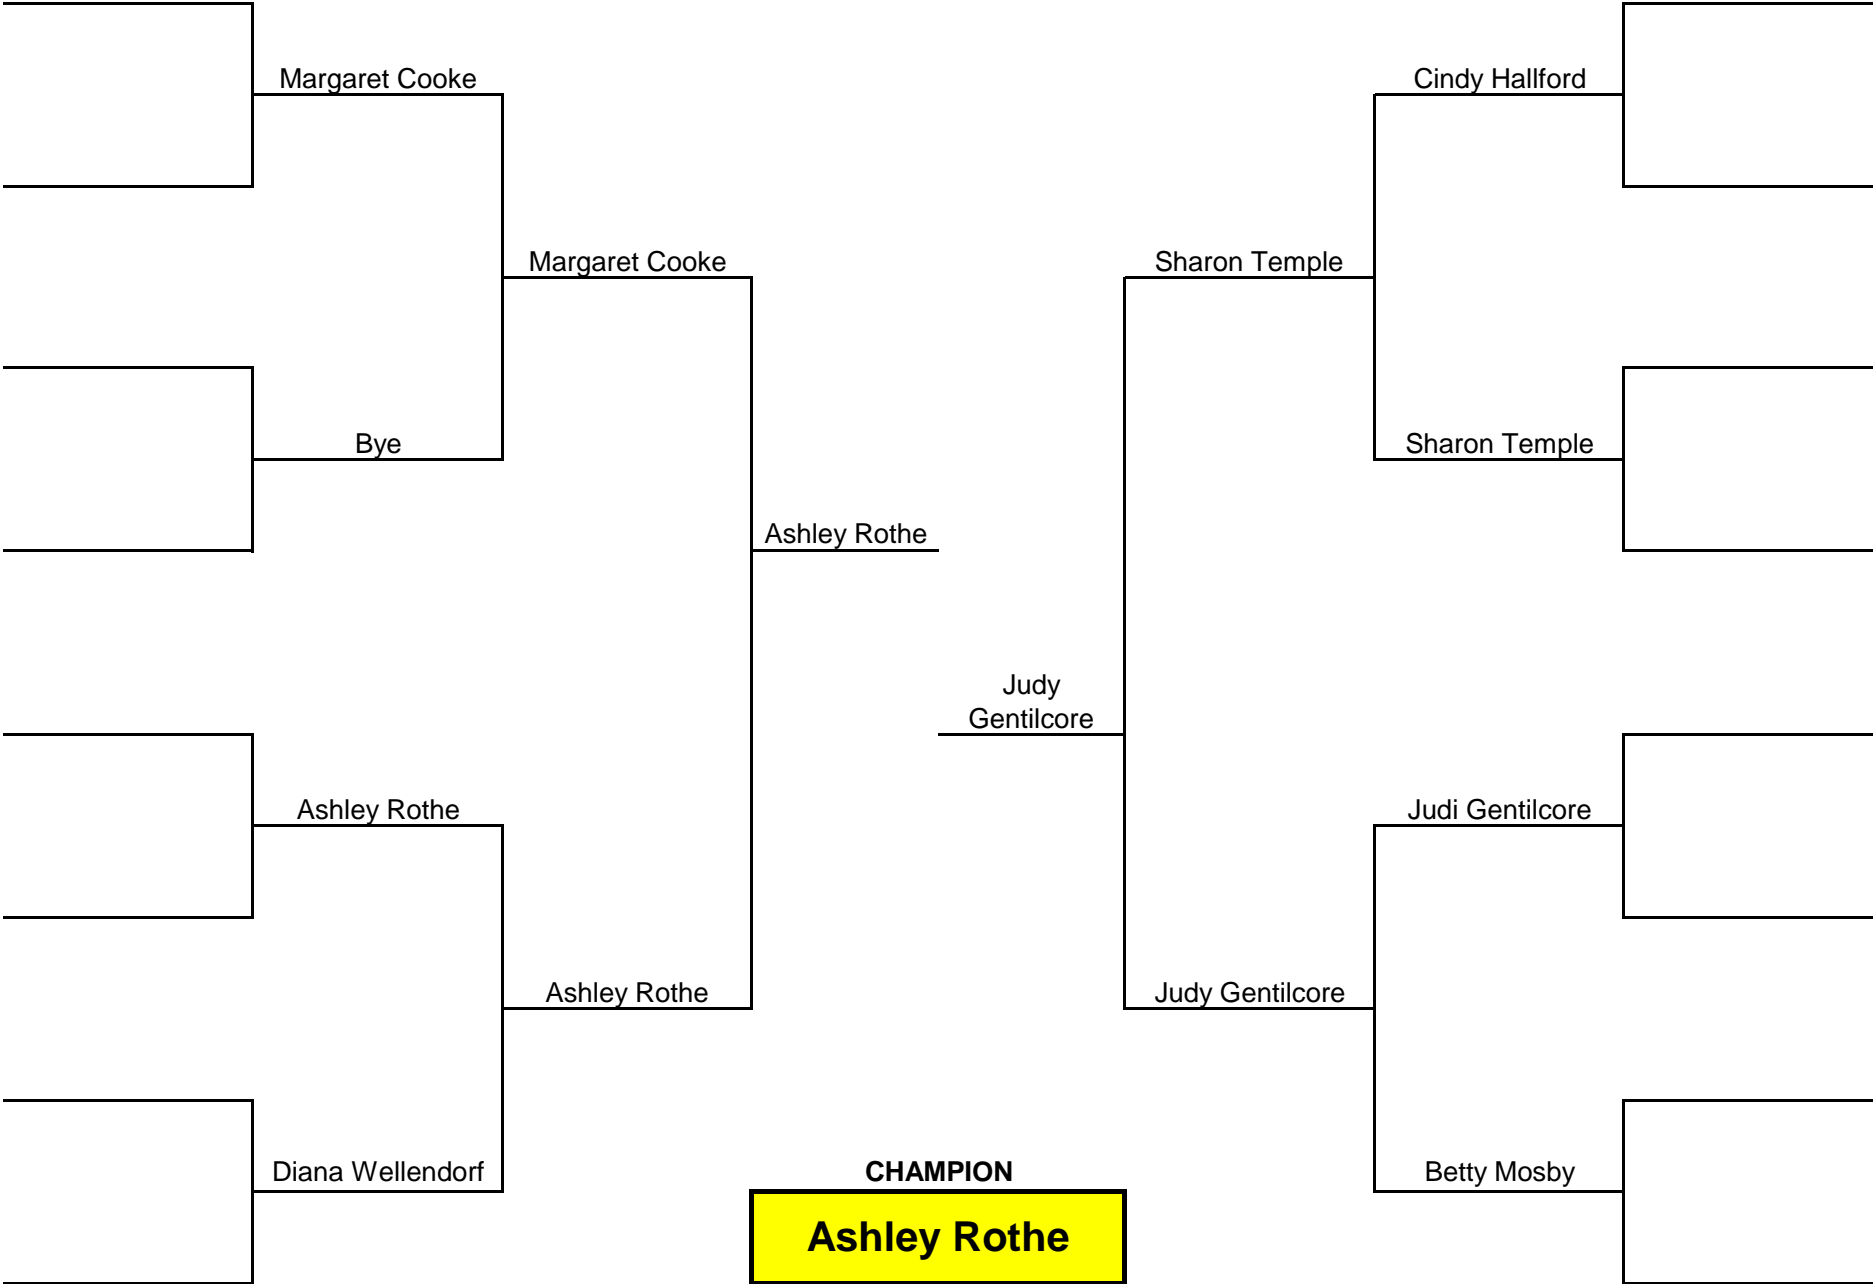 Margaret Cooke
Cindy Hallford
Margaret Cooke
Sharon Temple
Bye
Sharon Temple
Ashley Rothe
Judy
Gentilcore
Ashley Rothe
Judi Gentilcore
Ashley Rothe
Judy Gentilcore
Diana Wellendorf
CHAMPION
Betty Mosby
Ashley Rothe